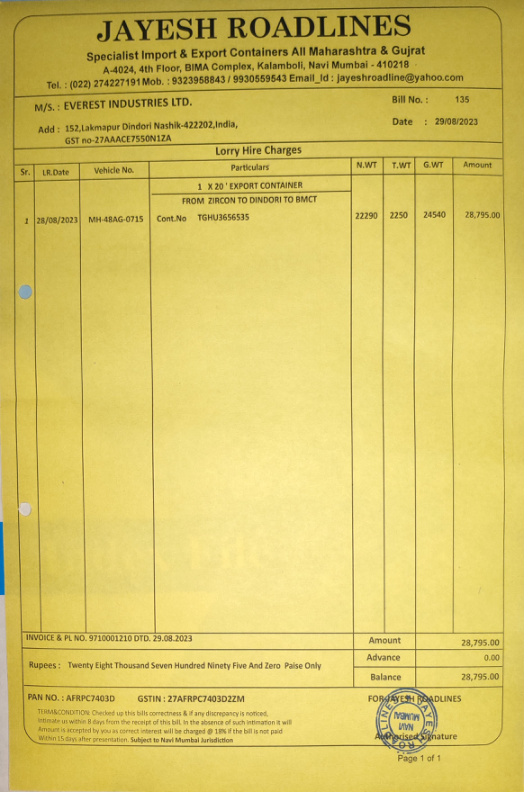 JAYESH ROADLINES
Specialist Import & Export Containers All Maharashtra & Gujrat
A-4024, 4th Floor, BIMA Complex, Kalamboli, Navi Mumbai - 410218
Tel. : (022) 274227191 Mob. : 9323958843 / 9930559543 Email_Id : jayeshroadline@yahoo.com
M/S. : EVEREST INDUSTRIES LTD. Bill No. : 135
Add : 152,Lakmapur Dindori Nashik-422202,India, Date : 29/08/2023
GST no-27AAACE7550N1ZA
Lorry Hire Charges
Sr. LR.Date Vehicle No. Particulars N.WT T.WT G.WT Amount
1 X 20 ' EXPORT CONTAINER
FROM ZIRCON TO DINDORI TO BMCT
1 28/08/2023 MH-48AG-0715 Cont.No TGHU3656535 22290 2250 24540 28,795.00
INVOICE & PL NO. 9710001210 DTD. 29.08.2023 Amount 28,795.00
Advance 0.00
Rupees : Twenty Eight Thousand Seven Hundred Ninety Five And Zero Paise Only
Balance 28,795.00
PAN NO. : AFRPC7403D GSTIN : 27AFRPC7403D2ZM FOR JAYESH ROADLINES
TERM&CONDITION: Checked up this bills correctness & if any discrepancy is noticed,
Intimate us within 8 days from the receipt of this bill. In the absence of such intimation it will
Amount is accepted by you as correct interest will be charged @ 18% if the bill is not paid
Within 15 days after presentation. Subject to Navi Mumbai Jurisdiction
JAYESH ROADLINES
NAVI
MUMBAI
Authorised Signature
Page 1 of 1